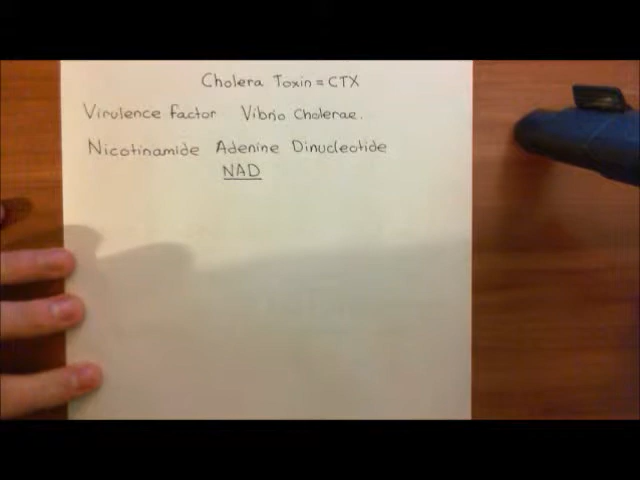 Cholera Toxin = CTX
Virulence factor Vibrio Cholerae.
Nicotinamide Adenine Dinucleotide
NAD